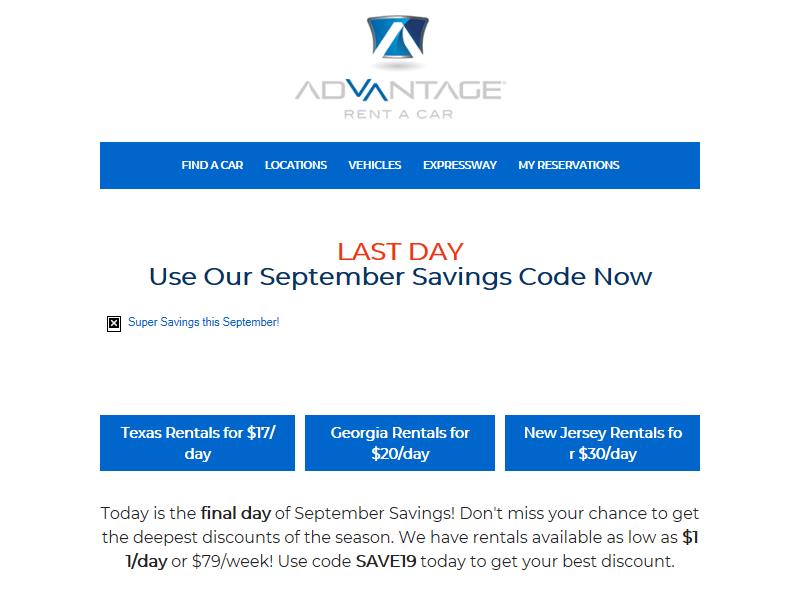 ADVANTAGE
RENT A CAR
FIND A CAR LOCATIONS VEHICLES EXPRESSWAY MY RESERVATIONS
LAST DAY
Use Our September Savings Code Now
Super Savings this September!
Texas Rentals for $17/
day
Georgia Rentals for
$20/day
New Jersey Rentals fo
r $30/day
Today is the final day of September Savings! Don't miss your chance to get
the deepest discounts of the season. We have rentals available as low as $1
1/day or $79/week! Use code SAVE19 today to get your best discount.